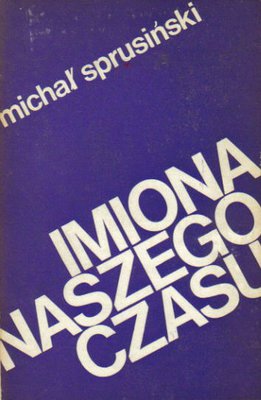 michał sprusiński
IMIONA
NASZEGO
CZASU